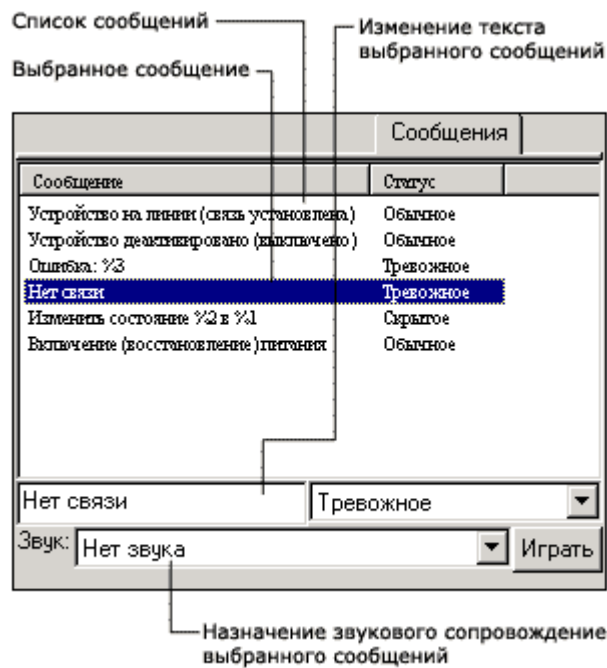 Список сообщений
Изменение текста
выбранного сообщений
Выбранное сообщение
Сообщения
Сообщение Статус
Устройство на линии (связь установлена) Обычное
Устройство деактивировано (выключено) Обычное
Ошибка: %3 Тревожное
Нет связи Тревожное
Изменить состояние %2 в %1 Скрытое
Включение (восстановление)питания Обычное
Нет связи Тревожное
Звук: Нет звука Играть
Назначение звукового сопровождение
выбранного сообщений